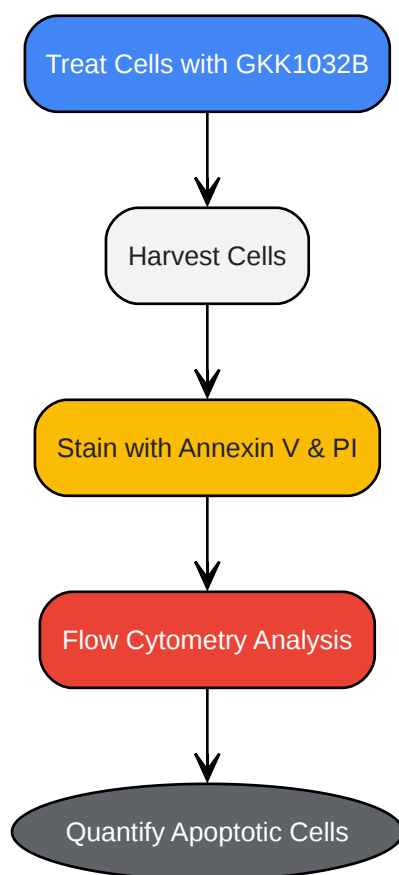 Treat Cells with GKK1032B
Harvest Cells
Stain with Annexin V & PI
Flow Cytometry Analysis
Quantify Apoptotic Cells